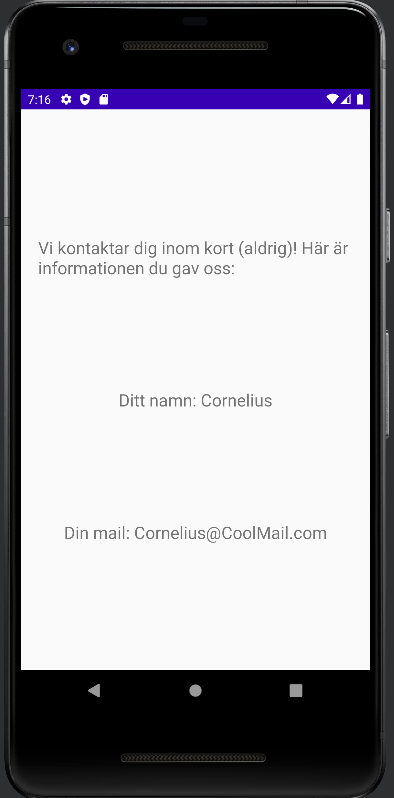 7:16
Vi kontaktar dig inom kort (aldrig)! Här är
informationen du gav oss:
Ditt namn: Cornelius
Din mail: Cornelius@CoolMail.com